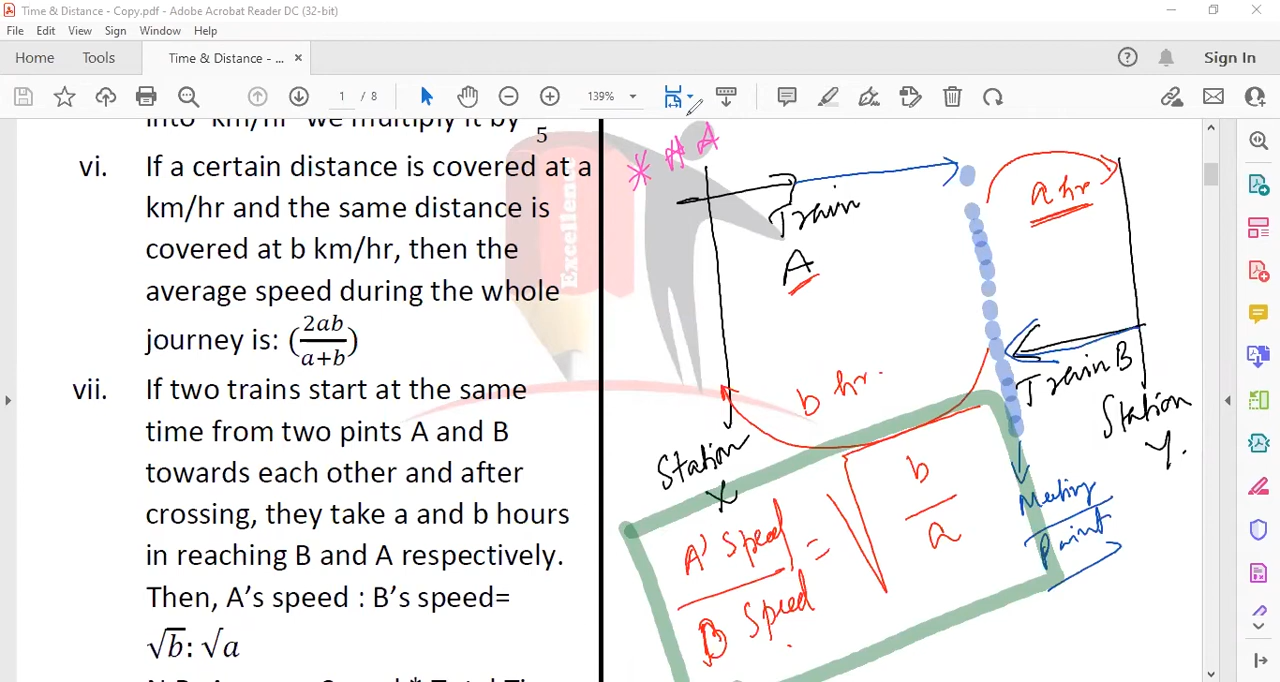 Time & Distance - Copy.pdf - Adobe Acrobat Reader DC (32-bit)
File Edit View Sign Window Help
Home Tools Time & Distance - ... × Sign In
1 / 8 139%
into km/hr we multiply it by 5
vi. If a certain distance is covered at a
km/hr and the same distance is
covered at b km/hr, then the
average speed during the whole
journey is: (2ab/a+b)
vii. If two trains start at the same
time from two pints A and B
towards each other and after
crossing, they take a and b hours
in reaching B and A respectively.
Then, A's speed : B's speed=
√b: √a
Excellence
Train
A
a hr
Train B
b hr.
Station
X
Station
Y.
Meeting
Point
A' Speed / B Speed = √ b / a